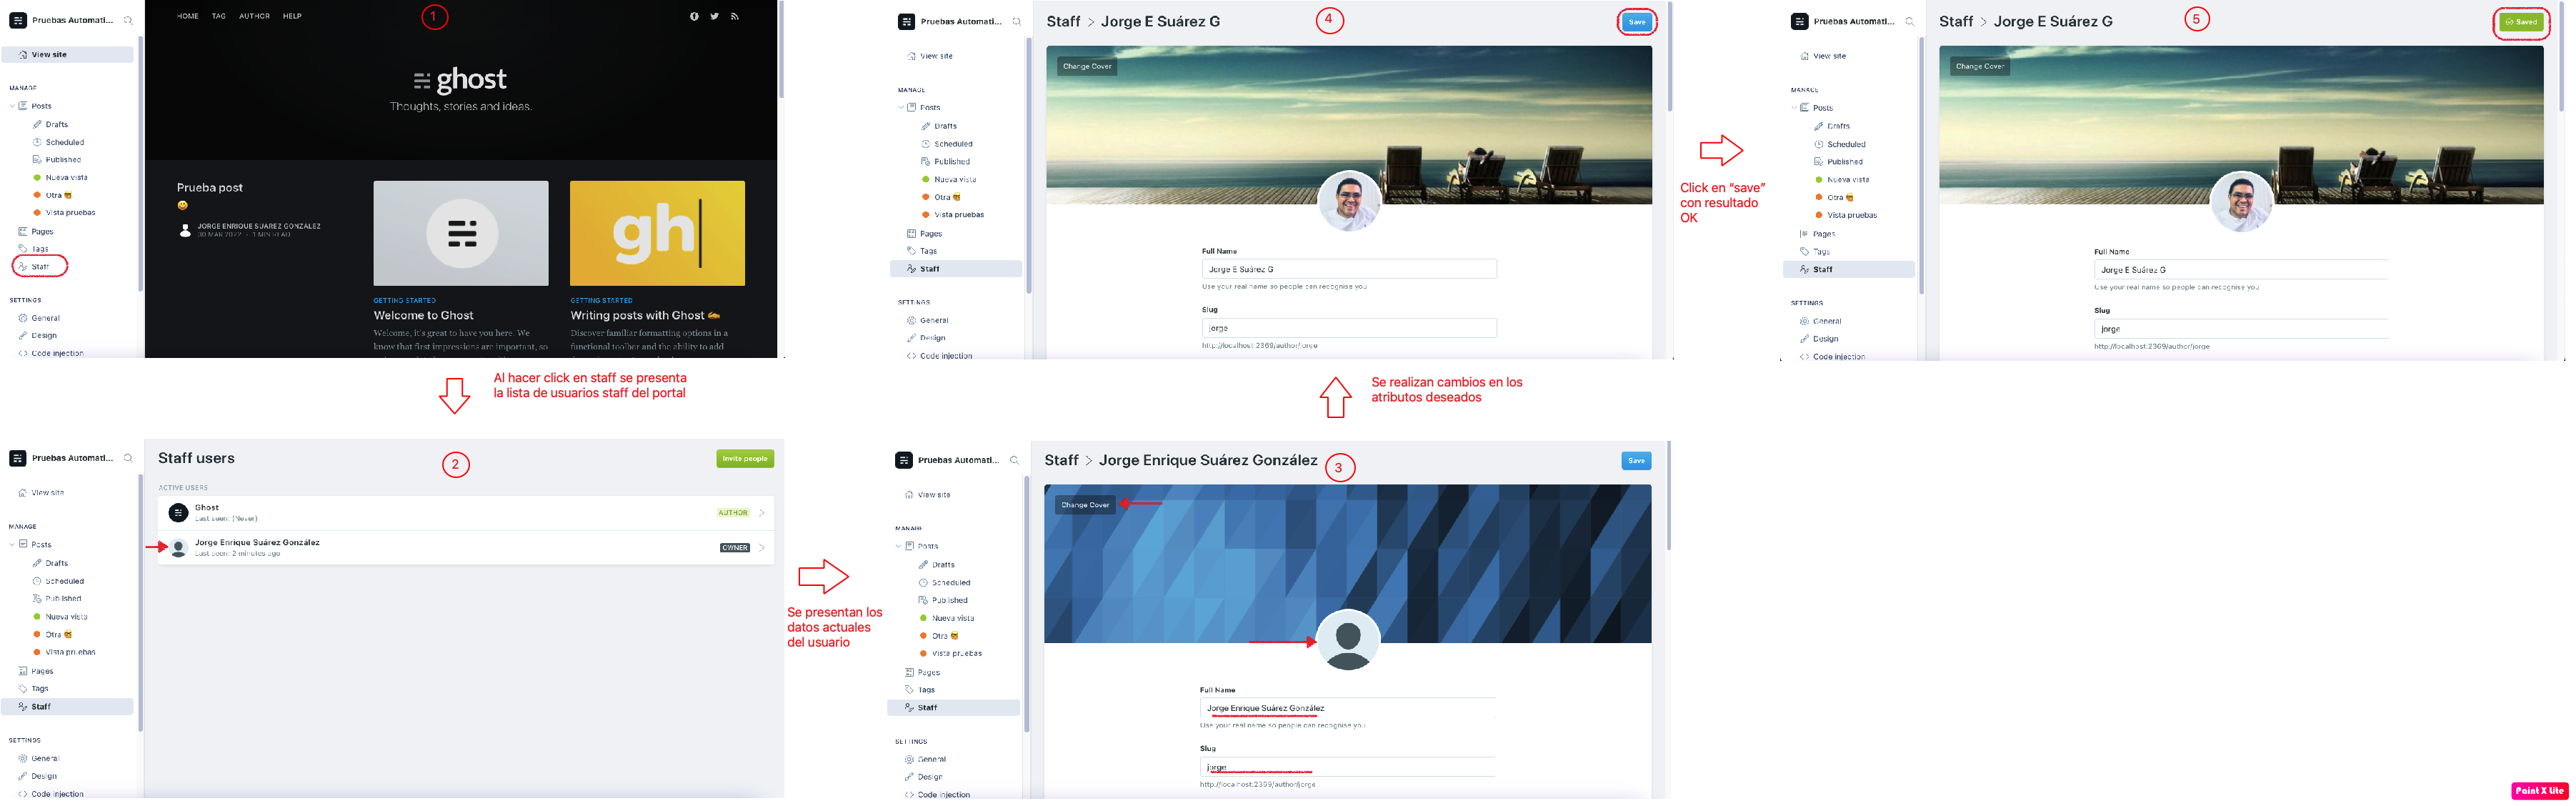 Pruebas Automati...
View site
MANAGE
Posts
Drafts
Scheduled
Published
Nueva vista
Otra 🤠
Vista pruebas
Pages
Tags
Staff
SETTINGS
General
Design
Code injection
HOME TAG AUTHOR HELP
1
ghost
Thoughts, stories and ideas.
Prueba post
😀
JORGE ENRIQUE SUAREZ GONZALEZ
30 MAR 2022 • 1 MIN READ
gh
GETTING STARTED
Welcome to Ghost
Welcome, it's great to have you here. We
know that first impressions are important, so
GETTING STARTED
Writing posts with Ghost ✍️
Discover familiar formatting options in a
functional toolbar and the ability to add
Al hacer click en staff se presenta
la lista de usuarios staff del portal
Pruebas Automati...
View site
MANAGE
Posts
Drafts
Scheduled
Published
Nueva vista
Otra 🤠
Vista pruebas
Pages
Tags
Staff
SETTINGS
General
Design
Code injection
Staff users
2
Invite people
ACTIVE USERS
Ghost
Last seen: (Never)
AUTHOR
Jorge Enrique Suárez González
Last seen: 2 minutes ago
OWNER
Se presentan los
datos actuales
del usuario
Pruebas Automati...
View site
MANAGE
Posts
Drafts
Scheduled
Published
Nueva vista
Otra 🤠
Vista pruebas
Pages
Tags
Staff
SETTINGS
General
Design
Code injection
Staff > Jorge Enrique Suárez González
3
Save
Change Cover
Full Name
Jorge Enrique Suárez González
Use your real name so people can recognise you
Slug
jorge
http://localhost:2369/author/jorge
Se realizan cambios en los
atributos deseados
Pruebas Automati...
View site
MANAGE
Posts
Drafts
Scheduled
Published
Nueva vista
Otra 🤠
Vista pruebas
Pages
Tags
Staff
SETTINGS
General
Design
Code injection
Staff > Jorge E Suárez G
4
Save
Change Cover
Full Name
Jorge E Suárez G
Use your real name so people can recognise you
Slug
jorge
http://localhost:2369/author/jorge
Click en “save”
con resultado
OK
Pruebas Automati...
View site
MANAGE
Posts
Drafts
Scheduled
Published
Nueva vista
Otra 🤠
Vista pruebas
Pages
Tags
Staff
SETTINGS
General
Design
Code injection
Staff > Jorge E Suárez G
5
Saved
Change Cover
Full Name
Jorge E Suárez G
Use your real name so people can recognise you
Slug
jorge
http://localhost:2369/author/jorge
Paint X lite